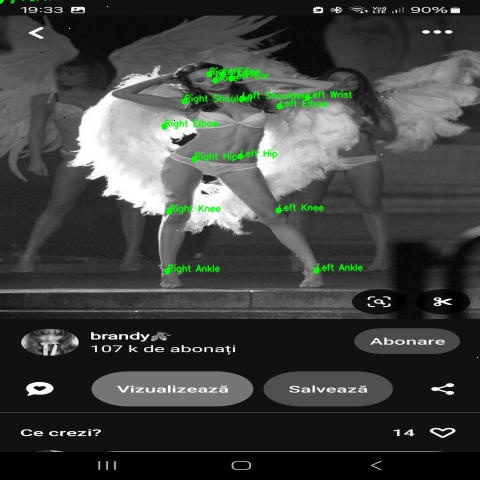 19:33 90%
Right Shoulder Left Shoulder Left Wrist
Left Elbow
Right Elbow
Right Hip Left Hip
Right Knee Left Knee
Right Ankle Left Ankle
brandy
107 k de abonați
Abonare
Vizualizează Salvează
Ce crezi? 14